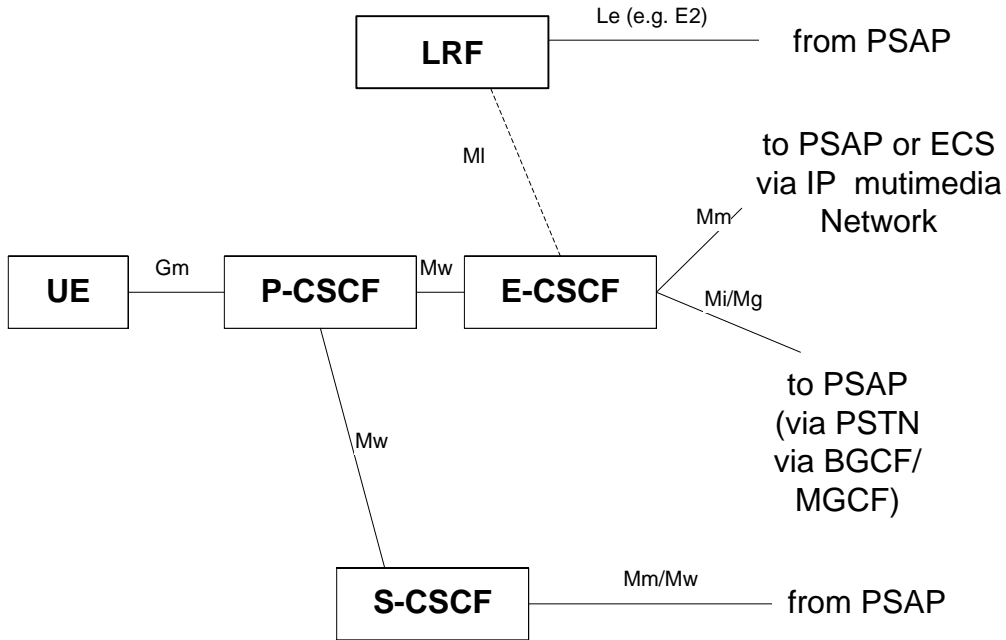 Le (e.g. E2)
LRF
from PSAP
Ml
to PSAP or ECS
via IP  mutimedia
Network
Mm
UE
Gm
P-CSCF
Mw
E-CSCF
Mi/Mg
to PSAP
(via PSTN
via BGCF/
MGCF)
Mw
S-CSCF
Mm/Mw
from PSAP